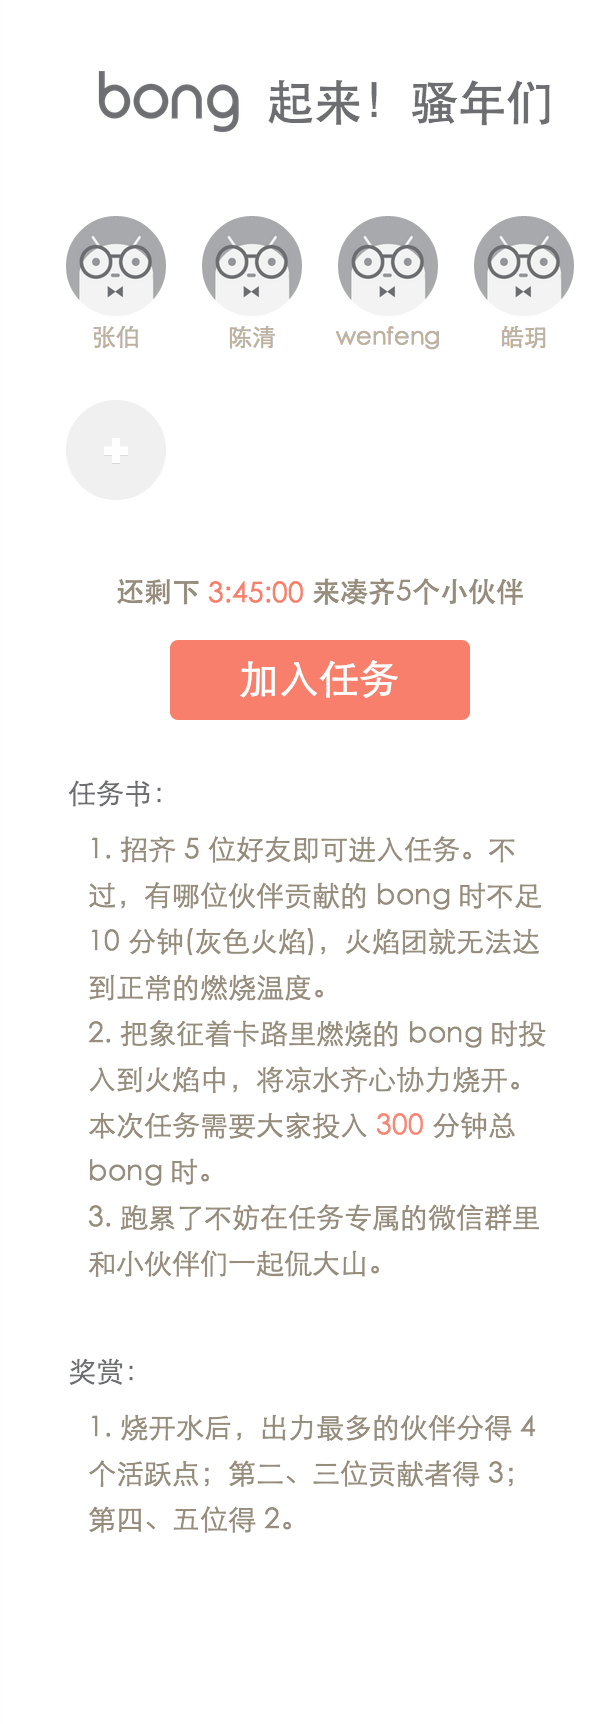 bong 起来！骚年们
张伯 陈清 wenfeng 皓玥
还剩下 3:45:00 来凑齐5个小伙伴
加入任务
任务书：
1. 招齐 5 位好友即可进入任务。不
过，有哪位伙伴贡献的 bong 时不足
10 分钟(灰色火焰)，火焰团就无法达
到正常的燃烧温度。
2. 把象征着卡路里燃烧的 bong 时投
入到火焰中，将凉水齐心协力烧开。
本次任务需要大家投入 300 分钟总
bong 时。
3. 跑累了不妨在任务专属的微信群里
和小伙伴们一起侃大山。
奖赏：
1. 烧开水后，出力最多的伙伴分得 4
个活跃点；第二、三位贡献者得 3；
第四、五位得 2。